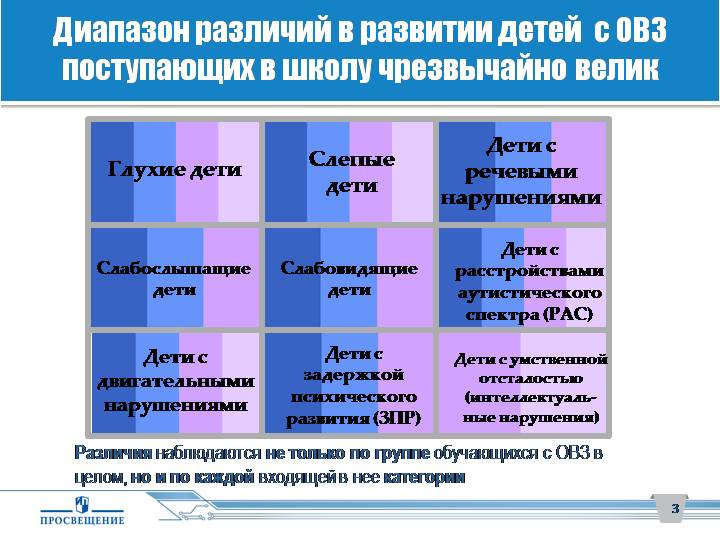 Диапазон различий в развитии детей с ОВЗ
поступающих в школу чрезвычайно велик
Глухие дети
Слепые
дети
Дети с
речевыми
нарушениями
Слабослышащие
дети
Слабовидящие
дети
Дети с
расстройствами
аутистического
спектра (РАС)
Дети с
двигательными
нарушениями
Дети с
задержкой
психического
развития (ЗПР)
Дети с умственной
отсталостью
(интеллектуаль-
ные нарушения)
Различия наблюдаются не только по группе обучающихся с ОВЗ в
целом, но и по каждой входящей в нее категории
ПРОСВЕЩЕНИЕ
3